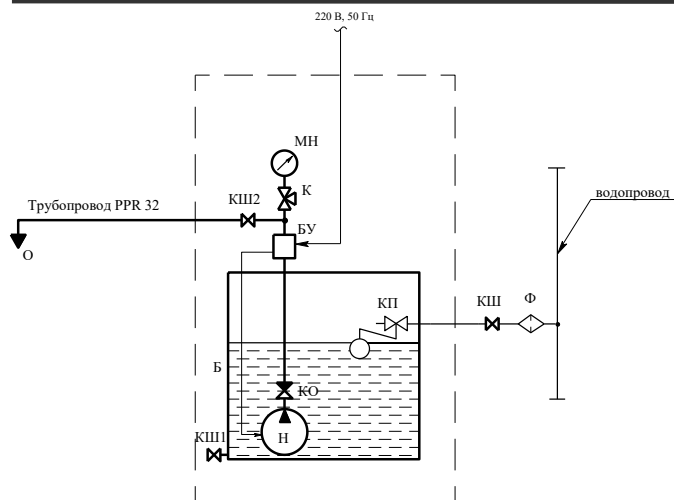 220 В, 50 Гц
МН
К
КШ2
Трубопровод PPR 32
БУ
О
водопровод
КП
КШ
Ф
Б
КО
Н
КШ1